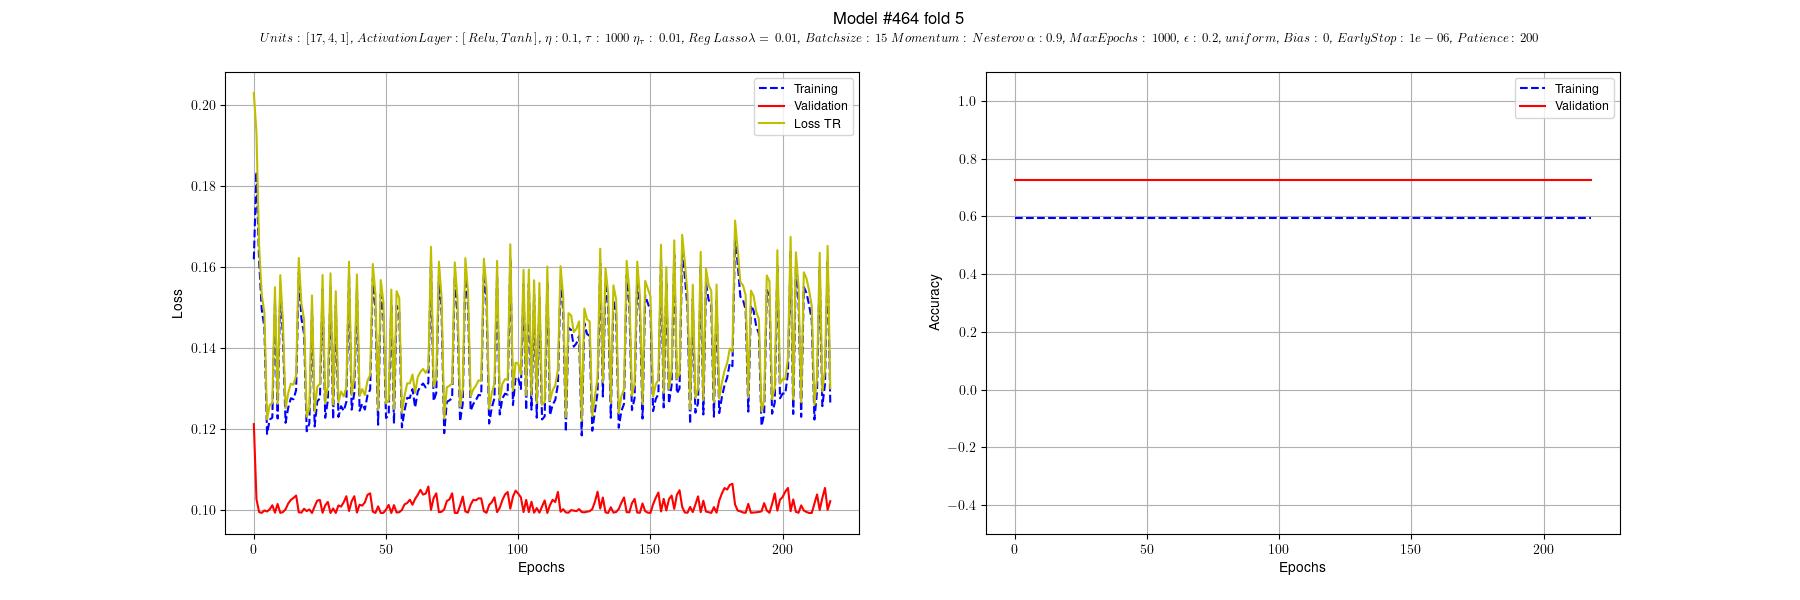 Model #464 fold 5
Units : [17, 4, 1], ActivationLayer : [ Relu, Tanh ], η : 0.1, τ : 1000 η_τ : 0.01, Reg Lasso λ = 0.01, Batchsize : 15 Momentum : Nesterov α : 0.9, MaxEpochs : 1000, ϵ : 0.2, uniform, Bias : 0, EarlyStop : 1e − 06, Patience : 200
Loss
0.20
0.18
0.16
0.14
0.12
0.10
0 50 100 150 200
Epochs
Training
Validation
Loss TR
Accuracy
1.0
0.8
0.6
0.4
0.2
0.0
−0.2
−0.4
0 50 100 150 200
Epochs
Training
Validation